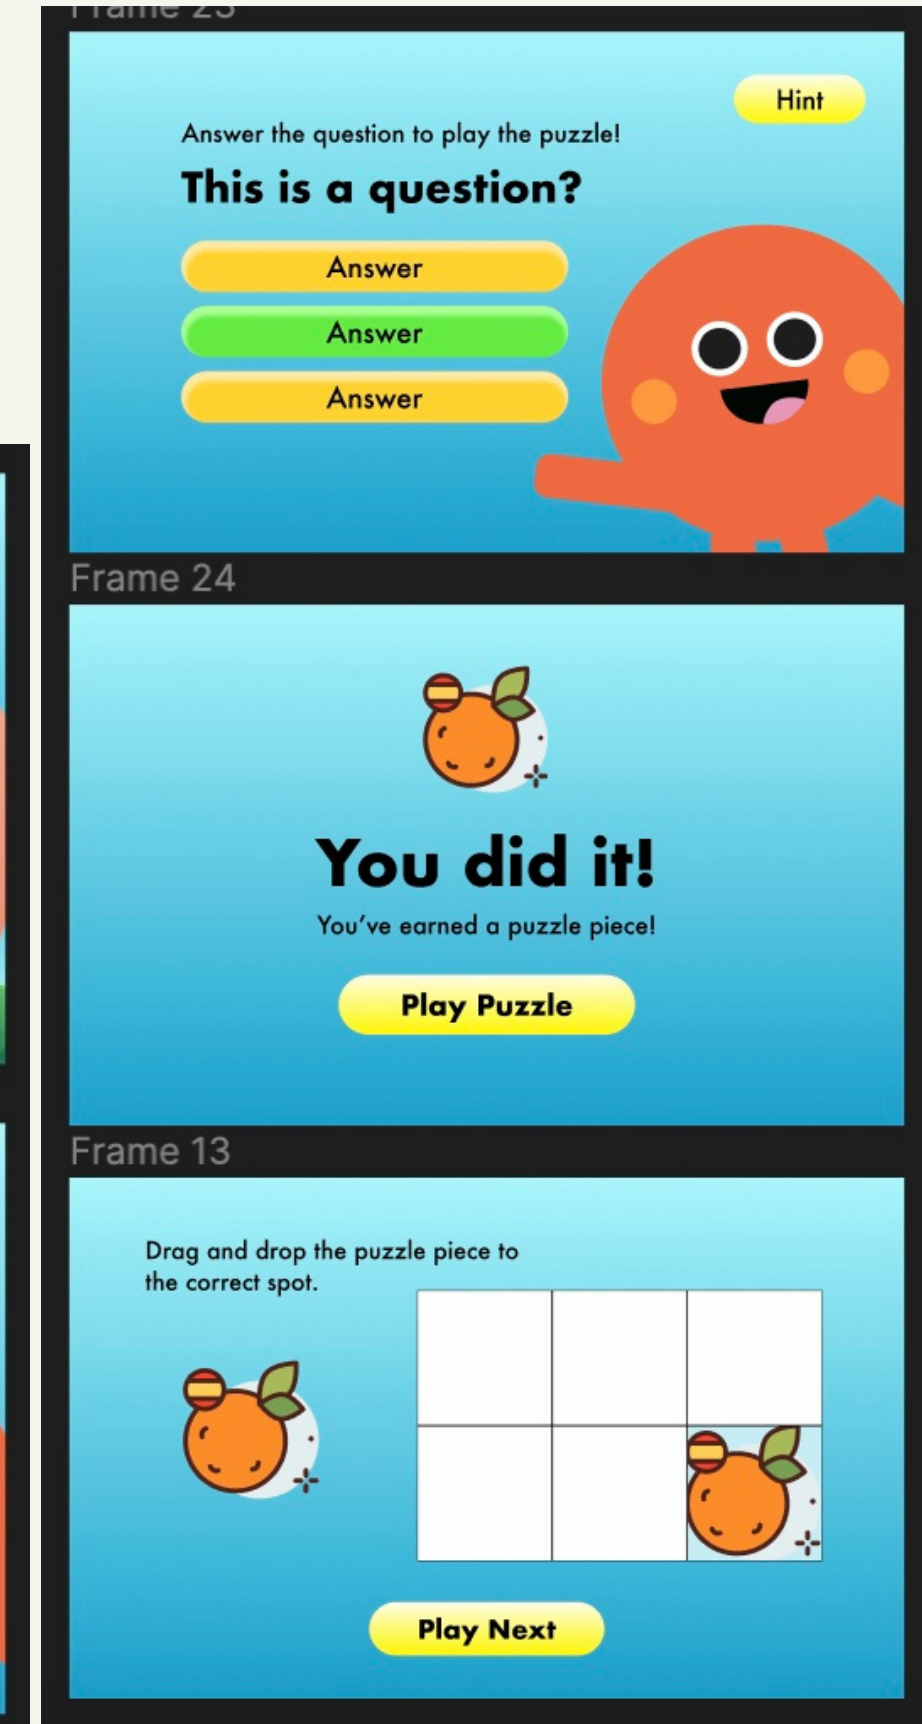 Frame 23
Hint
Answer the question to play the puzzle!
This is a question?
Answer
Answer
Answer
Frame 24
You did it!
You’ve earned a puzzle piece!
Play Puzzle
Frame 13
Drag and drop the puzzle piece to
the correct spot.
Play Next